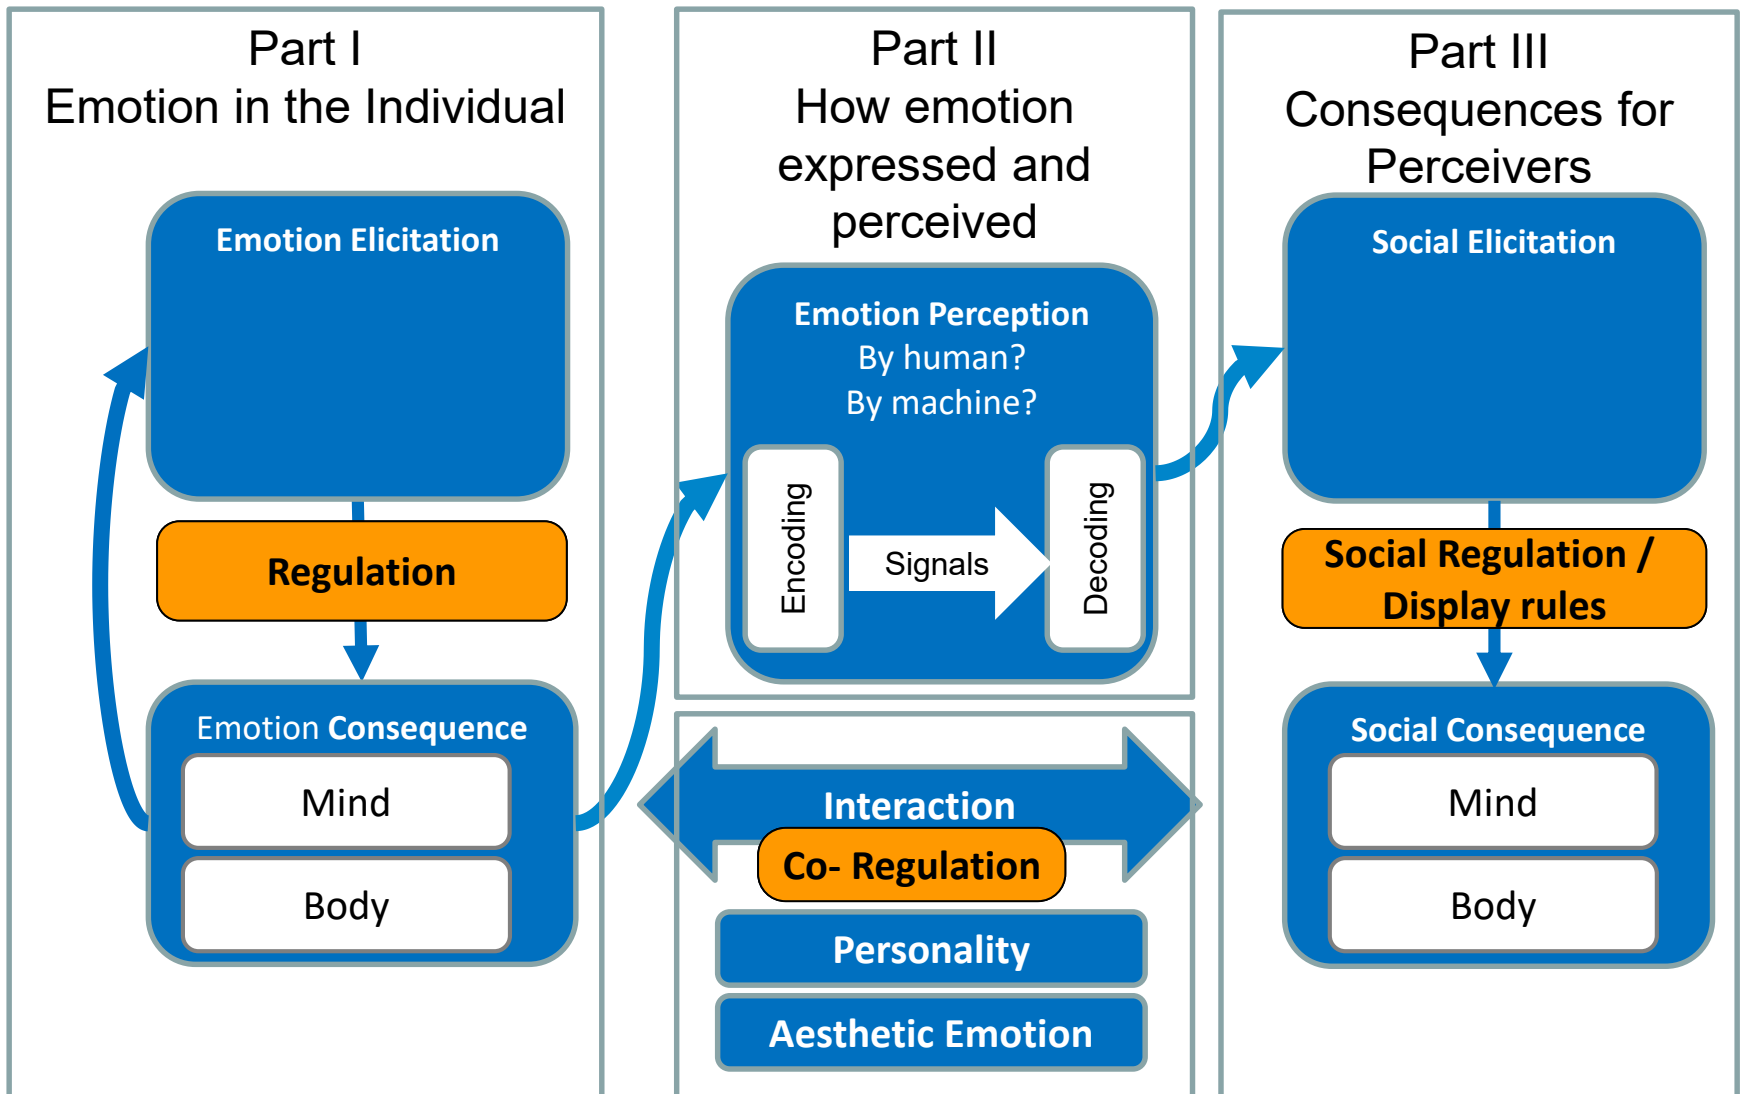 Part I
Emotion in the Individual
Emotion Elicitation
Regulation
Emotion Consequence
Mind
Body
Part II
How emotion
expressed and
perceived
Emotion Perception
By human?
By machine?
Encoding
Signals
Decoding
Interaction
Co- Regulation
Personality
Aesthetic Emotion
Part III
Consequences for
Perceivers
Social Elicitation
Social Regulation /
Display rules
Social Consequence
Mind
Body